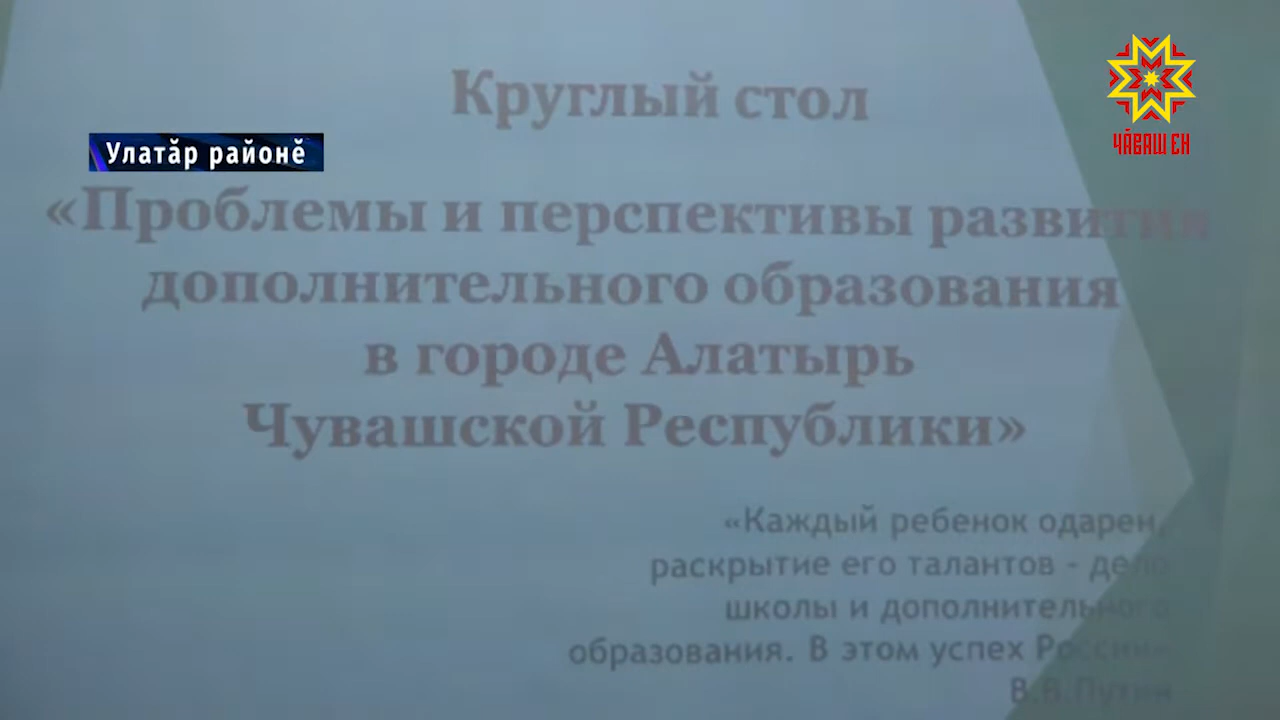 Круглый стол
ЧӐВАШ ЕН
Улатӑр районӗ
«Проблемы и перспективы развития
дополнительного образования
в городе Алатырь
Чувашской Республики»
«Каждый ребенок одарен,
раскрытие его талантов - дело
школы и дополнительного
образования. В этом успех России»
В.В.Путин